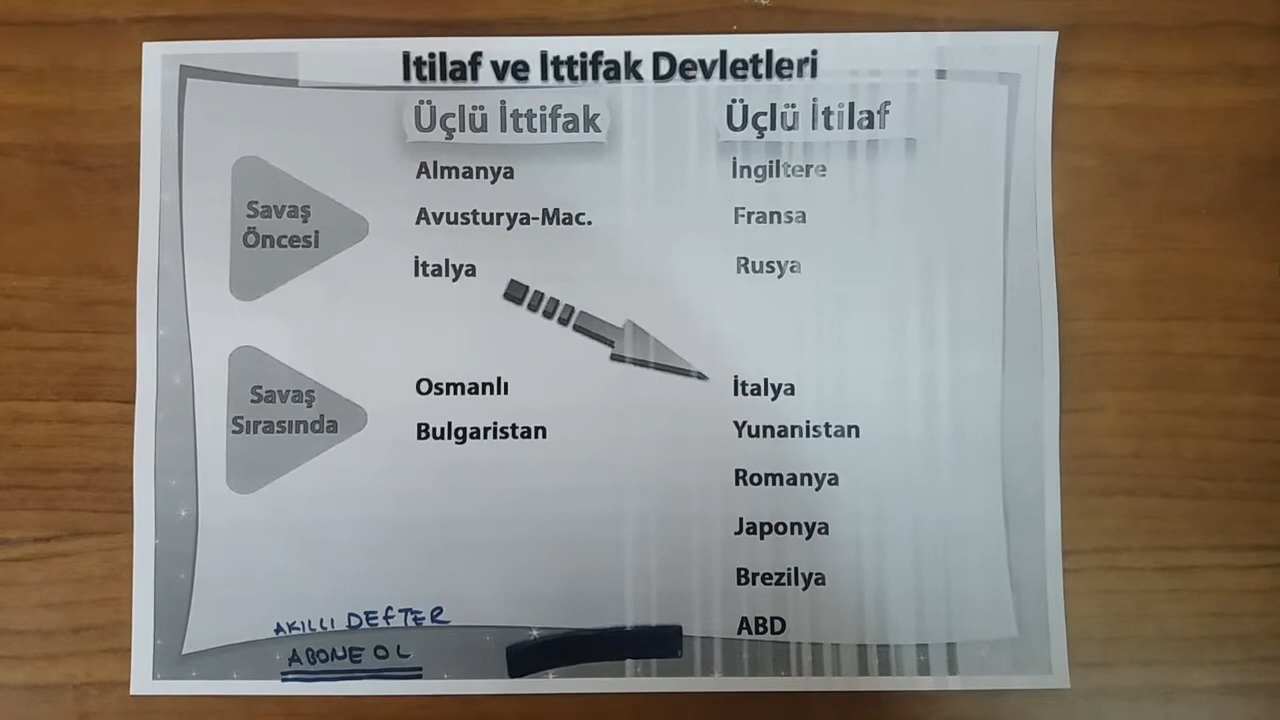 İtilaf ve İttifak Devletleri
Üçlü İttifak
Üçlü İtilaf
Savaş
Öncesi
Almanya
İngiltere
Avusturya-Mac.
Fransa
İtalya
Rusya
Savaş
Sırasında
Osmanlı
İtalya
Bulgaristan
Yunanistan
Romanya
Japonya
Brezilya
ABD
AKILLI DEFTER
ABONE OL